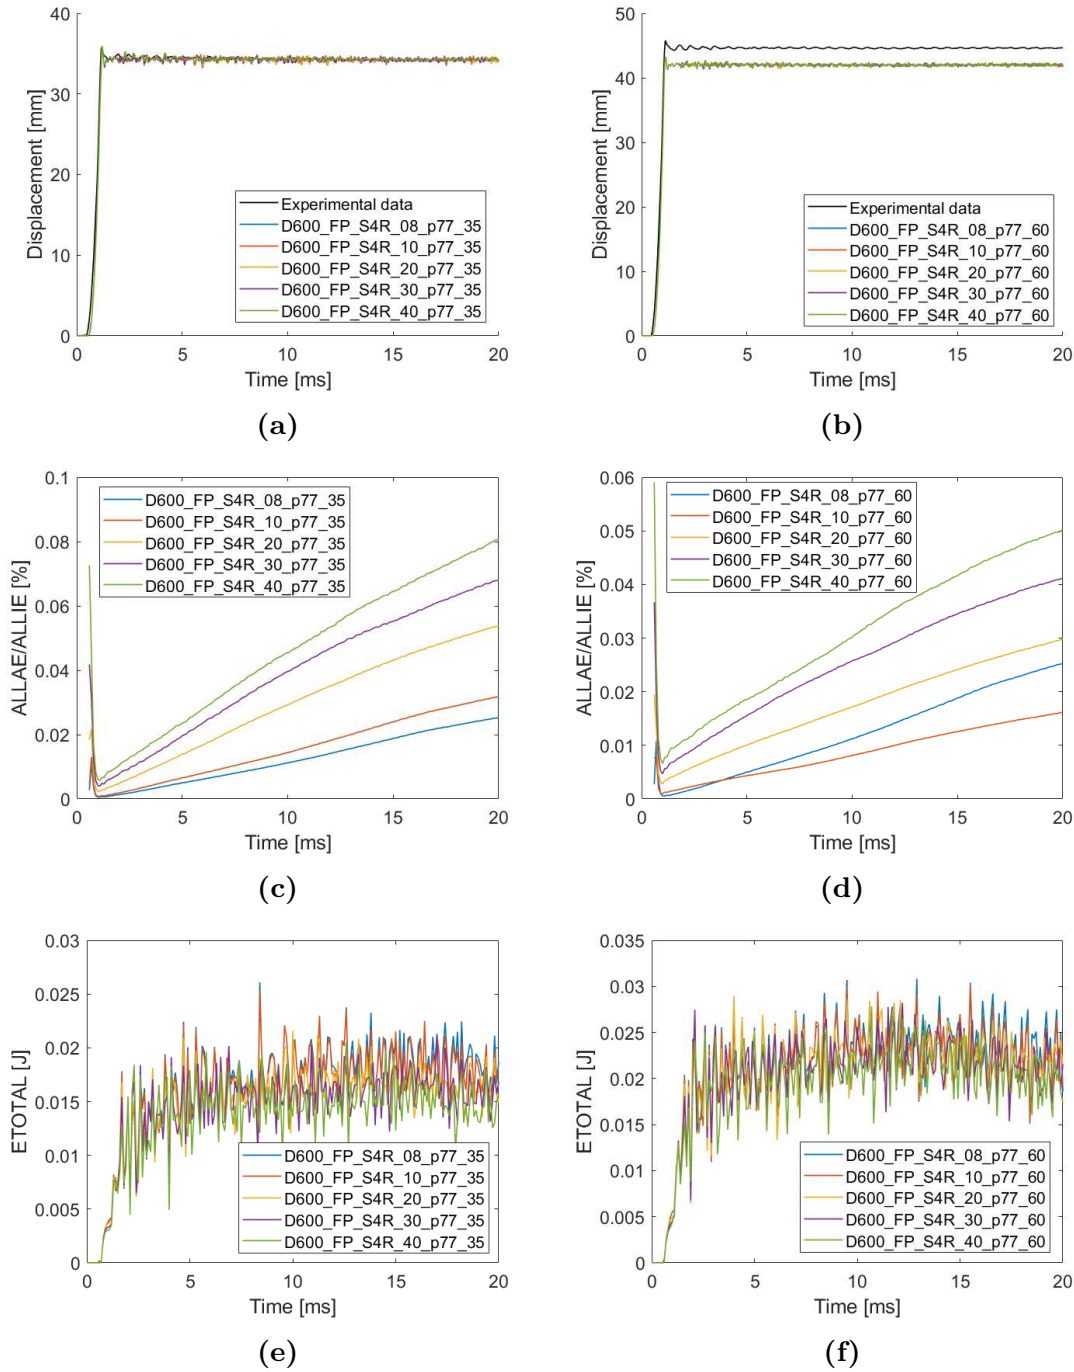 40
30
20
10
0
Displacement [mm]
Experimental data
D600_FP_S4R_08_p77_35
D600_FP_S4R_10_p77_35
D600_FP_S4R_20_p77_35
D600_FP_S4R_30_p77_35
D600_FP_S4R_40_p77_35
0 5 10 15 20
Time [ms]
(a)
50
40
30
20
10
0
Displacement [mm]
Experimental data
D600_FP_S4R_08_p77_60
D600_FP_S4R_10_p77_60
D600_FP_S4R_20_p77_60
D600_FP_S4R_30_p77_60
D600_FP_S4R_40_p77_60
0 5 10 15 20
Time [ms]
(b)
0.1
0.08
0.06
0.04
0.02
0
ALLAE/ALLIE [%]
D600_FP_S4R_08_p77_35
D600_FP_S4R_10_p77_35
D600_FP_S4R_20_p77_35
D600_FP_S4R_30_p77_35
D600_FP_S4R_40_p77_35
0 5 10 15 20
Time [ms]
(c)
0.06
0.05
0.04
0.03
0.02
0.01
0
ALLAE/ALLIE [%]
D600_FP_S4R_08_p77_60
D600_FP_S4R_10_p77_60
D600_FP_S4R_20_p77_60
D600_FP_S4R_30_p77_60
D600_FP_S4R_40_p77_60
0 5 10 15 20
Time [ms]
(d)
0.03
0.025
0.02
0.015
0.01
0.005
0
ETOTAL [J]
D600_FP_S4R_08_p77_35
D600_FP_S4R_10_p77_35
D600_FP_S4R_20_p77_35
D600_FP_S4R_30_p77_35
D600_FP_S4R_40_p77_35
0 5 10 15 20
Time [ms]
(e)
0.035
0.03
0.025
0.02
0.015
0.01
0.005
0
ETOTAL [J]
D600_FP_S4R_08_p77_60
D600_FP_S4R_10_p77_60
D600_FP_S4R_20_p77_60
D600_FP_S4R_30_p77_60
D600_FP_S4R_40_p77_60
0 5 10 15 20
Time [ms]
(f)